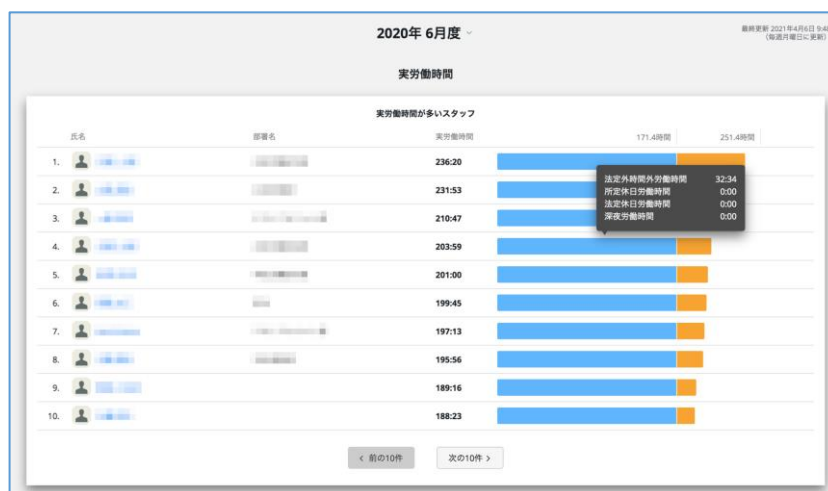 2020年 6月度
最終更新 2021年4月6日 9:48
(毎週月曜日に更新)
実労働時間
実労働時間が多いスタッフ
氏名 部署名 実労働時間 171.4時間 251.4時間
1. 236:20
2. 231:53
3. 210:47
4. 203:59
5. 201:00
6. 199:45
7. 197:13
8. 195:56
9. 189:16
10. 188:23
法定外時間外労働時間 32:34
所定休日労働時間 0:00
法定休日労働時間 0:00
深夜労働時間 0:00
< 前の10件 次の10件 >